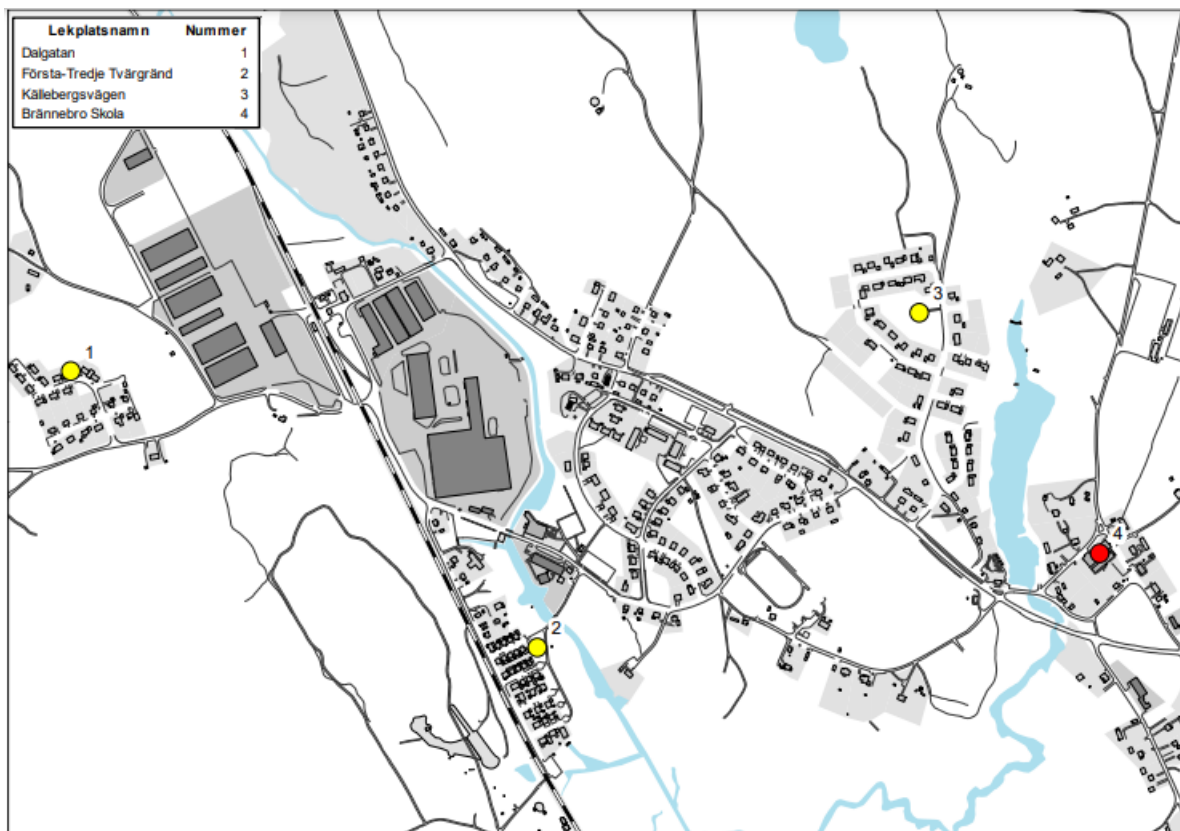 Lekplatsnamn Nummer
Dalgatan 1
Första-Tredje Tvärgränd 2
Källebergsvägen 3
Brännebro Skola 4
3
1
4
2